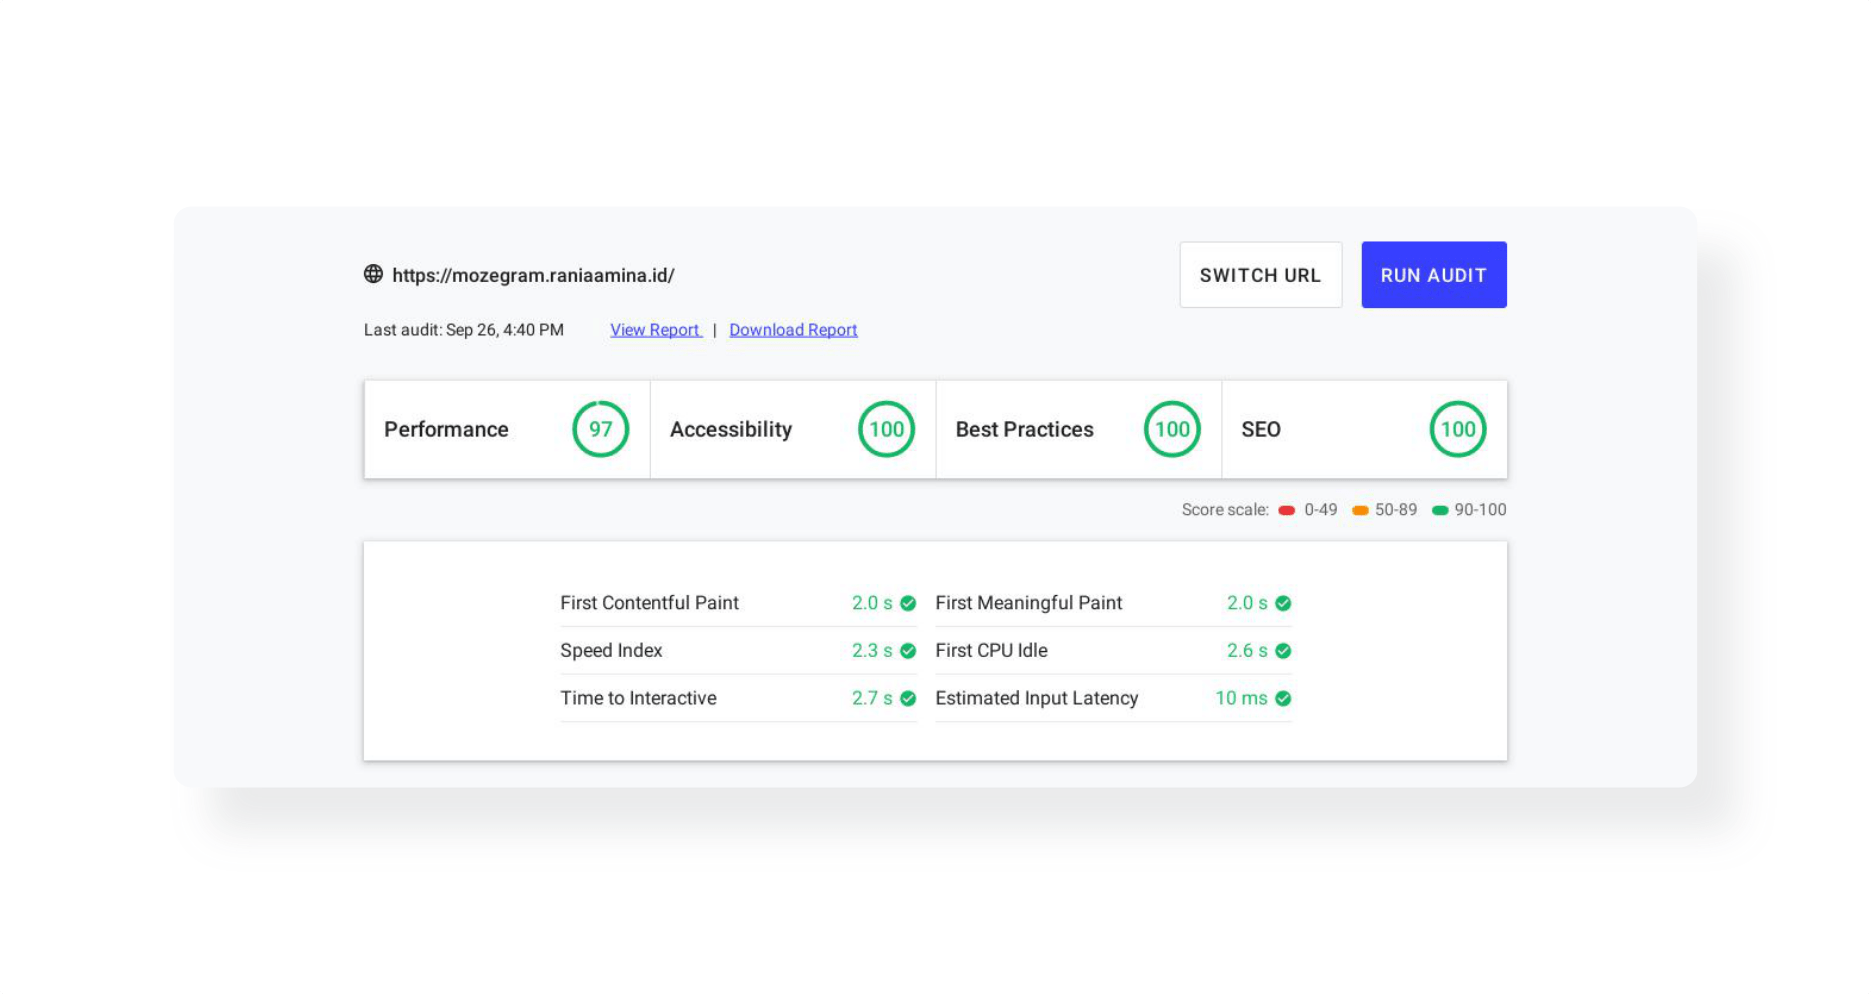 https://mozegram.raniaamina.id/
SWITCH URL
RUN AUDIT
Last audit: Sep 26, 4:40 PM View Report | Download Report
Performance 97 Accessibility 100 Best Practices 100 SEO 100
Score scale: 0-49 50-89 90-100
First Contentful Paint 2.0 s First Meaningful Paint 2.0 s
Speed Index 2.3 s First CPU Idle 2.6 s
Time to Interactive 2.7 s Estimated Input Latency 10 ms